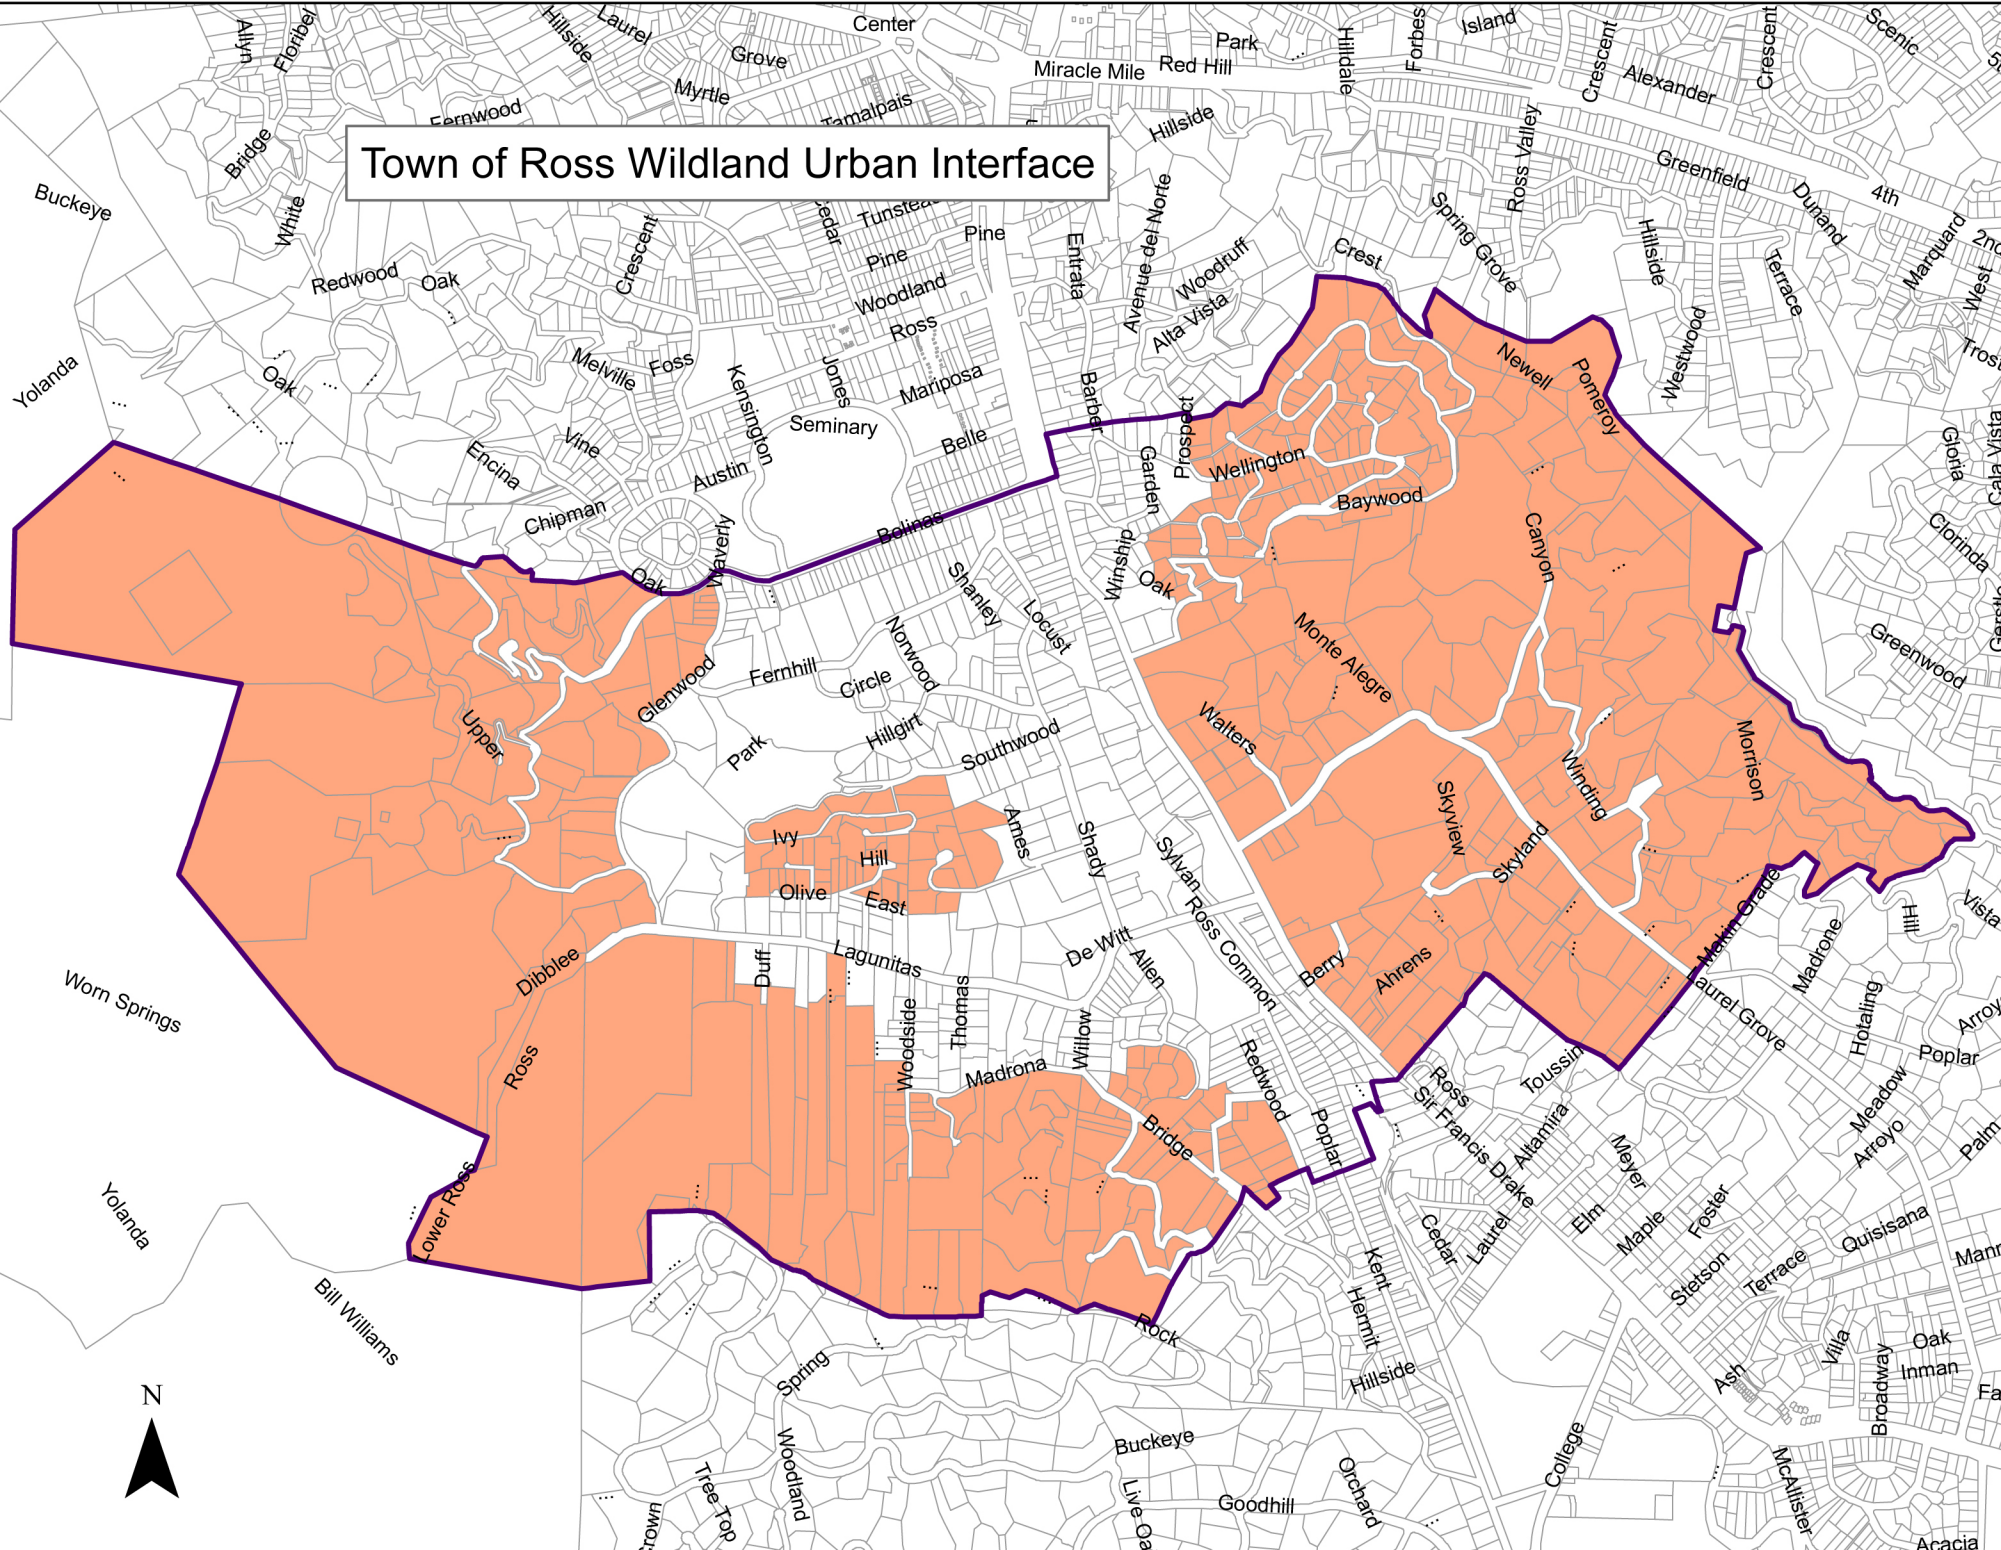 Allyn
Floribel
Hillside
Laurel
Grove
Center
Myrtle
Tamalpais
Miracle Mile
Red Hill
Park
Hillside
Hilldale
Forbes
Island
Crescent
Alexander
Crescent
Scenic
Fernwood
Bridge
Town of Ross Wildland Urban Interface
Buckeye
White
Redwood
Oak
Crescent
Pine
Pine
Woodland
Ross
Entrata
Avenue del Norte
Woodruff
Alta Vista
Crest
Spring Grove
Ross Valley
Greenfield
4th
Dunand
Marquard
2nd
West
Hillside
Terrace
Westwood
Yolanda
Oak
Melville
Foss
Kensington
Jones
Mariposa
Seminary
Belle
Barber
Prospect
Garden
Newell
Pomeroy
Gloria
Cala Vista
Clorinda
Encina
Vine
Austin
Chipman
Waverly
Bolinas
Oak
Wellington
Baywood
Canyon
Winship
Oak
Shanley
Locust
Norwood
Greenwood
Monte Alegre
Fernhill
Circle
Glenwood
Upper
Park
Hillgirt
Southwood
Walters
Morrison
Winding
Skyview
Skyland
Ivy
Hill
Olive
East
Ames
Shady
Sylvan
Ross Common
Makin Grade
Madrone
Hill
Vista
Dibblee
Duff
Lagunitas
De Witt
Allen
Berry
Ahrens
Laurel Grove
Hotaling
Poplar
Worn Springs
Ross
Woodside
Thomas
Willow
Madrona
Redwood
Bridge
Poplar
Ross
Sir Francis Drake
Toussin
Altamira
Meyer
Meadow
Arroyo
Palm
Yolanda
Lower Ross
Bill Williams
Elm
Maple
Foster
Cedar
Laurel
Kent
Hermit
Stetson
Terrace
Quisisana
Rock
Spring
Hillside
Ash
Villa
Broadway
Oak
Inman
N
Woodland
Tree Top
Buckeye
Goodhill
Orchard
College
McAllister
Acacia